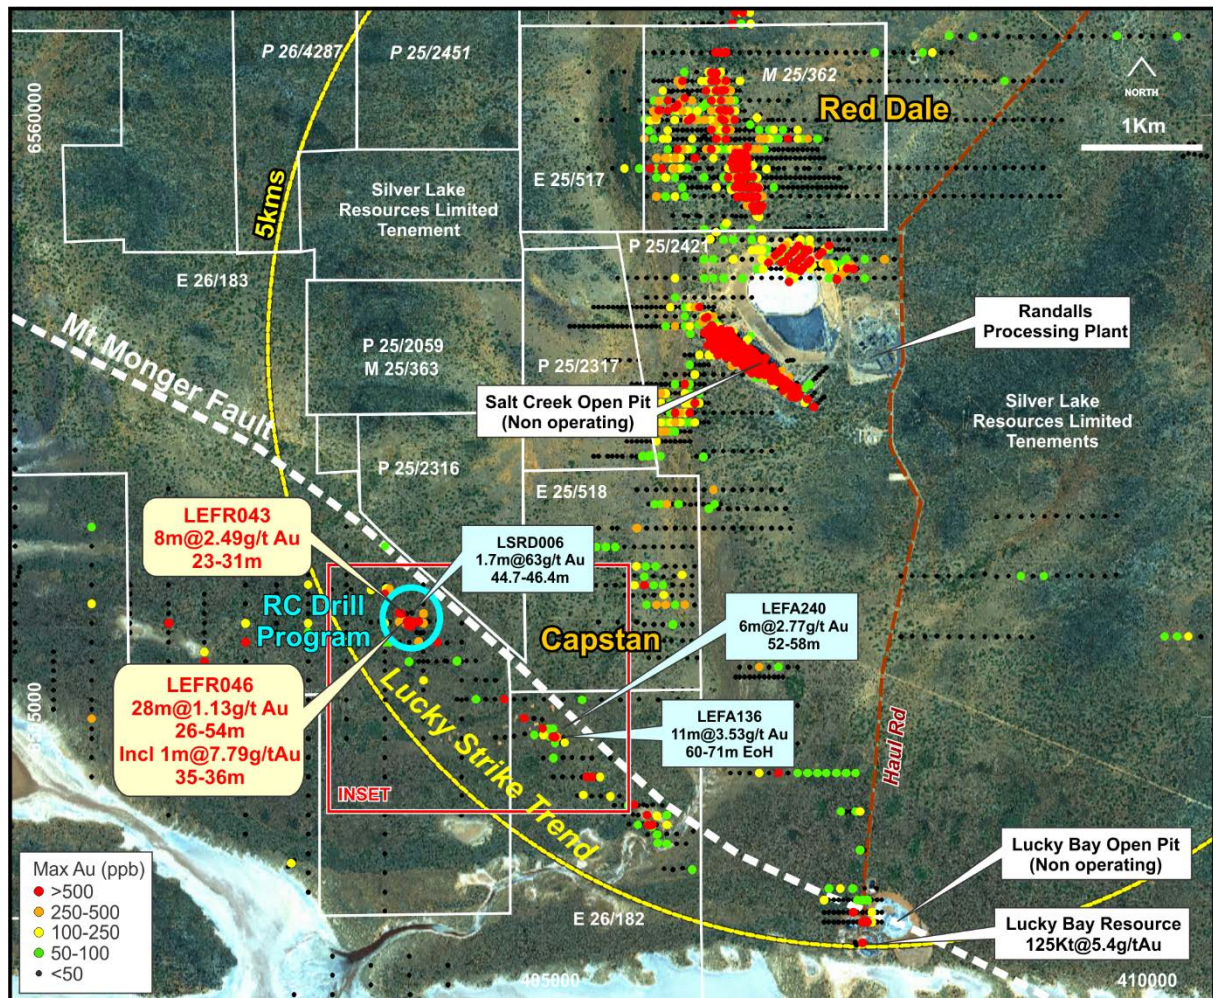 P 26/4287
P 25/2451
M 25/362
Red Dale
NORTH
1Km
6560000
5kms
Silver Lake
Resources Limited
Tenement
E 25/517
E 26/183
P 25/2421
Mt Monger Fault
P 25/2059
M 25/363
P 25/2317
Randalls
Processing Plant
Salt Creek Open Pit
(Non operating)
Silver Lake
Resources Limited
Tenements
P 25/2316
E 25/518
LEFR043
8m@2.49g/t Au
23-31m
LSRD006
1.7m@63g/t Au
44.7-46.4m
RC Drill
Program
Capstan
LEFA240
6m@2.77g/t Au
52-58m
LEFR046
28m@1.13g/t Au
26-54m
Incl 1m@7.79g/tAu
35-36m
LEFA136
11m@3.53g/t Au
60-71m EoH
Lucky Strike Trend
INSET
Haul Rd
Max Au (ppb)
>500
250-500
100-250
50-100
<50
Lucky Bay Open Pit
(Non operating)
E 26/182
Lucky Bay Resource
125Kt@5.4g/tAu
405000
410000